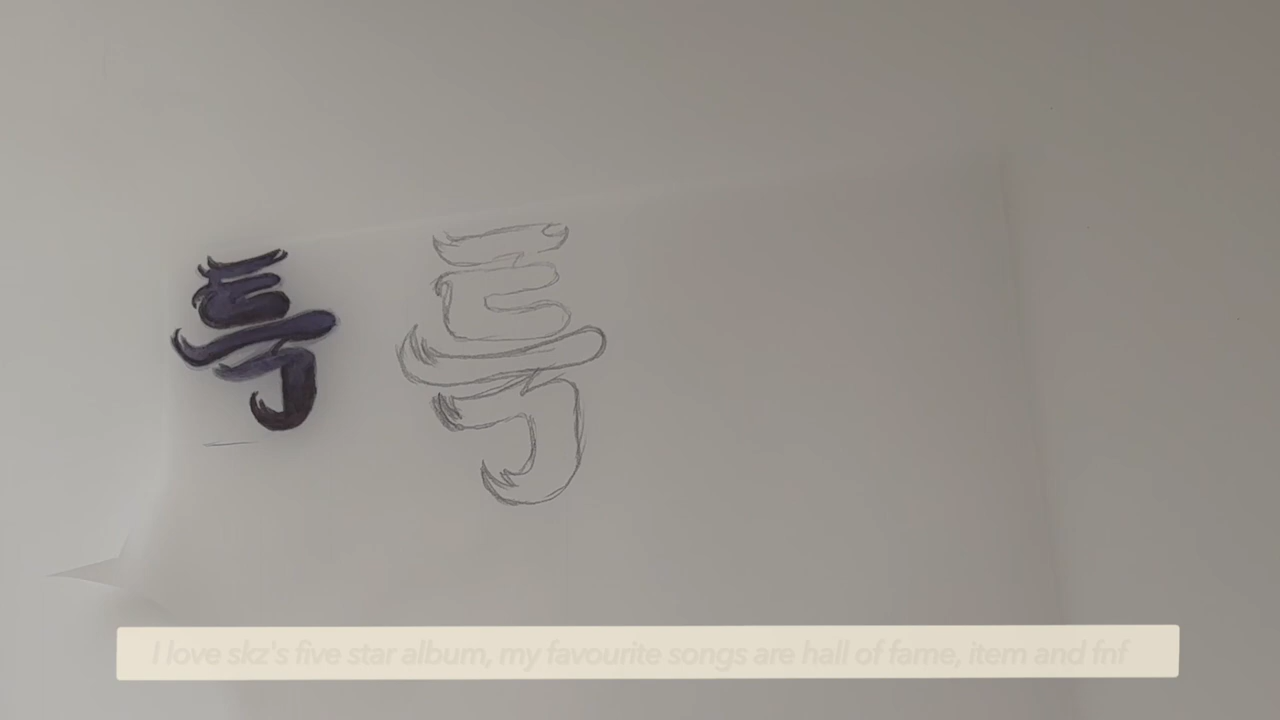 특 특
I love skz's five star album, my favourite songs are hall of fame, item and fnf